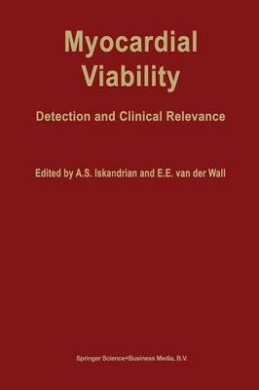 Myocardial
Viability
Detection and Clinical Relevance
Edited by A.S. Iskandrian and E.E. van der Wall
Springer Science+Business Media, B.V.